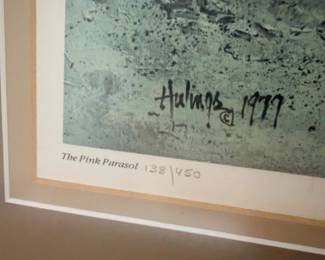 Hulings © 1977
The Pink Parasol 138/450